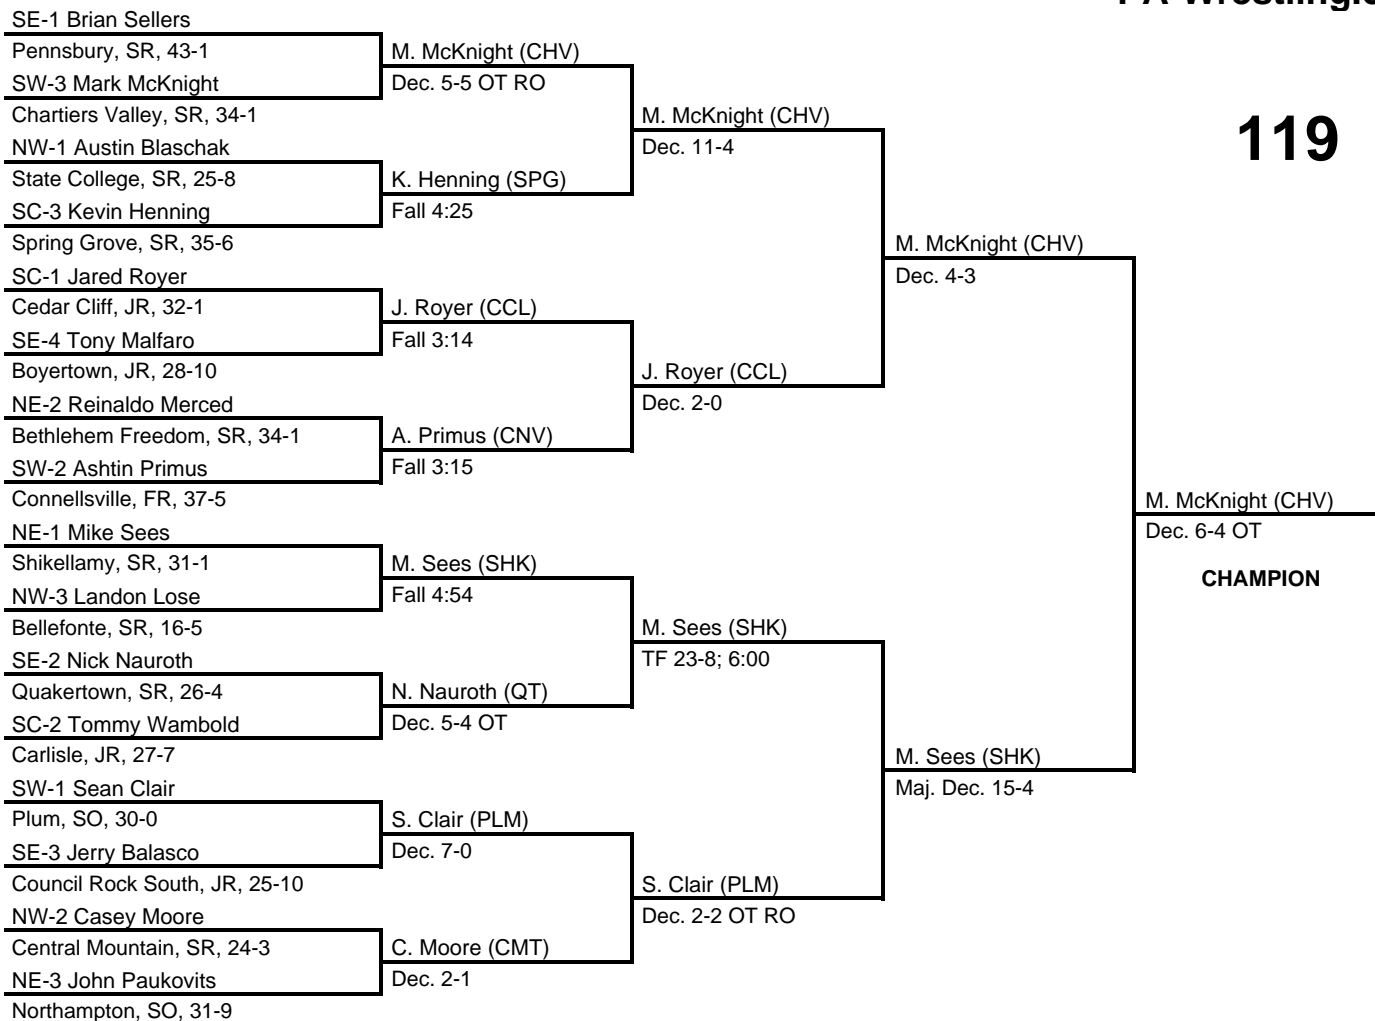 PA Wrestling
SE-1 Brian Sellers
Pennsbury, SR, 43-1
SW-3 Mark McKnight
Chartiers Valley, SR, 34-1
NW-1 Austin Blaschak
State College, SR, 25-8
SC-3 Kevin Henning
Spring Grove, SR, 35-6
SC-1 Jared Royer
Cedar Cliff, JR, 32-1
SE-4 Tony Malfaro
Boyertown, JR, 28-10
NE-2 Reinaldo Merced
Bethlehem Freedom, SR, 34-1
SW-2 Ashtin Primus
Connellsville, FR, 37-5
NE-1 Mike Sees
Shikellamy, SR, 31-1
NW-3 Landon Lose
Bellefonte, SR, 16-5
SE-2 Nick Nauroth
Quakertown, SR, 26-4
SC-2 Tommy Wambold
Carlisle, JR, 27-7
SW-1 Sean Clair
Plum, SO, 30-0
SE-3 Jerry Balasco
Council Rock South, JR, 25-10
NW-2 Casey Moore
Central Mountain, SR, 24-3
NE-3 John Paukovits
Northampton, SO, 31-9
M. McKnight (CHV)
Dec. 5-5 OT RO
K. Henning (SPG)
Fall 4:25
J. Royer (CCL)
Fall 3:14
A. Primus (CNV)
Fall 3:15
M. Sees (SHK)
Fall 4:54
N. Nauroth (QT)
Dec. 5-4 OT
S. Clair (PLM)
Dec. 7-0
C. Moore (CMT)
Dec. 2-1
M. McKnight (CHV)
Dec. 11-4
J. Royer (CCL)
Dec. 2-0
M. Sees (SHK)
TF 23-8; 6:00
S. Clair (PLM)
Dec. 2-2 OT RO
M. McKnight (CHV)
Dec. 4-3
M. Sees (SHK)
Maj. Dec. 15-4
119
M. McKnight (CHV)
Dec. 6-4 OT
CHAMPION